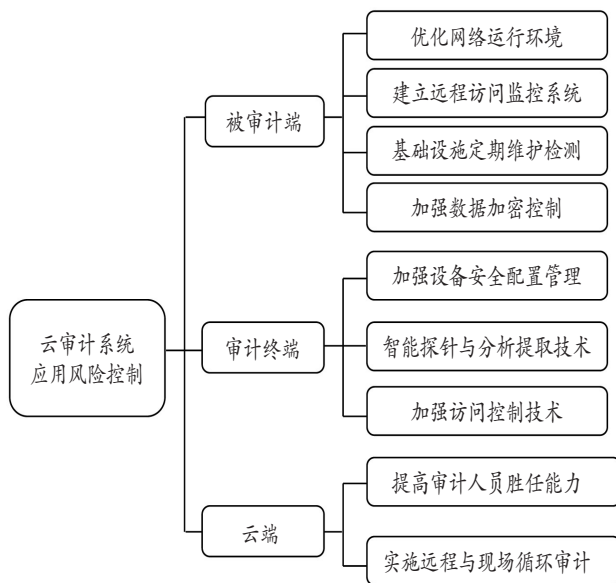 云审计系统
应用风险控制
被审计端
优化网络运行环境
建立远程访问监控系统
基础设施定期维护检测
加强数据加密控制
审计终端
加强设备安全配置管理
智能探针与分析提取技术
加强访问控制技术
云端
提高审计人员胜任能力
实施远程与现场循环审计